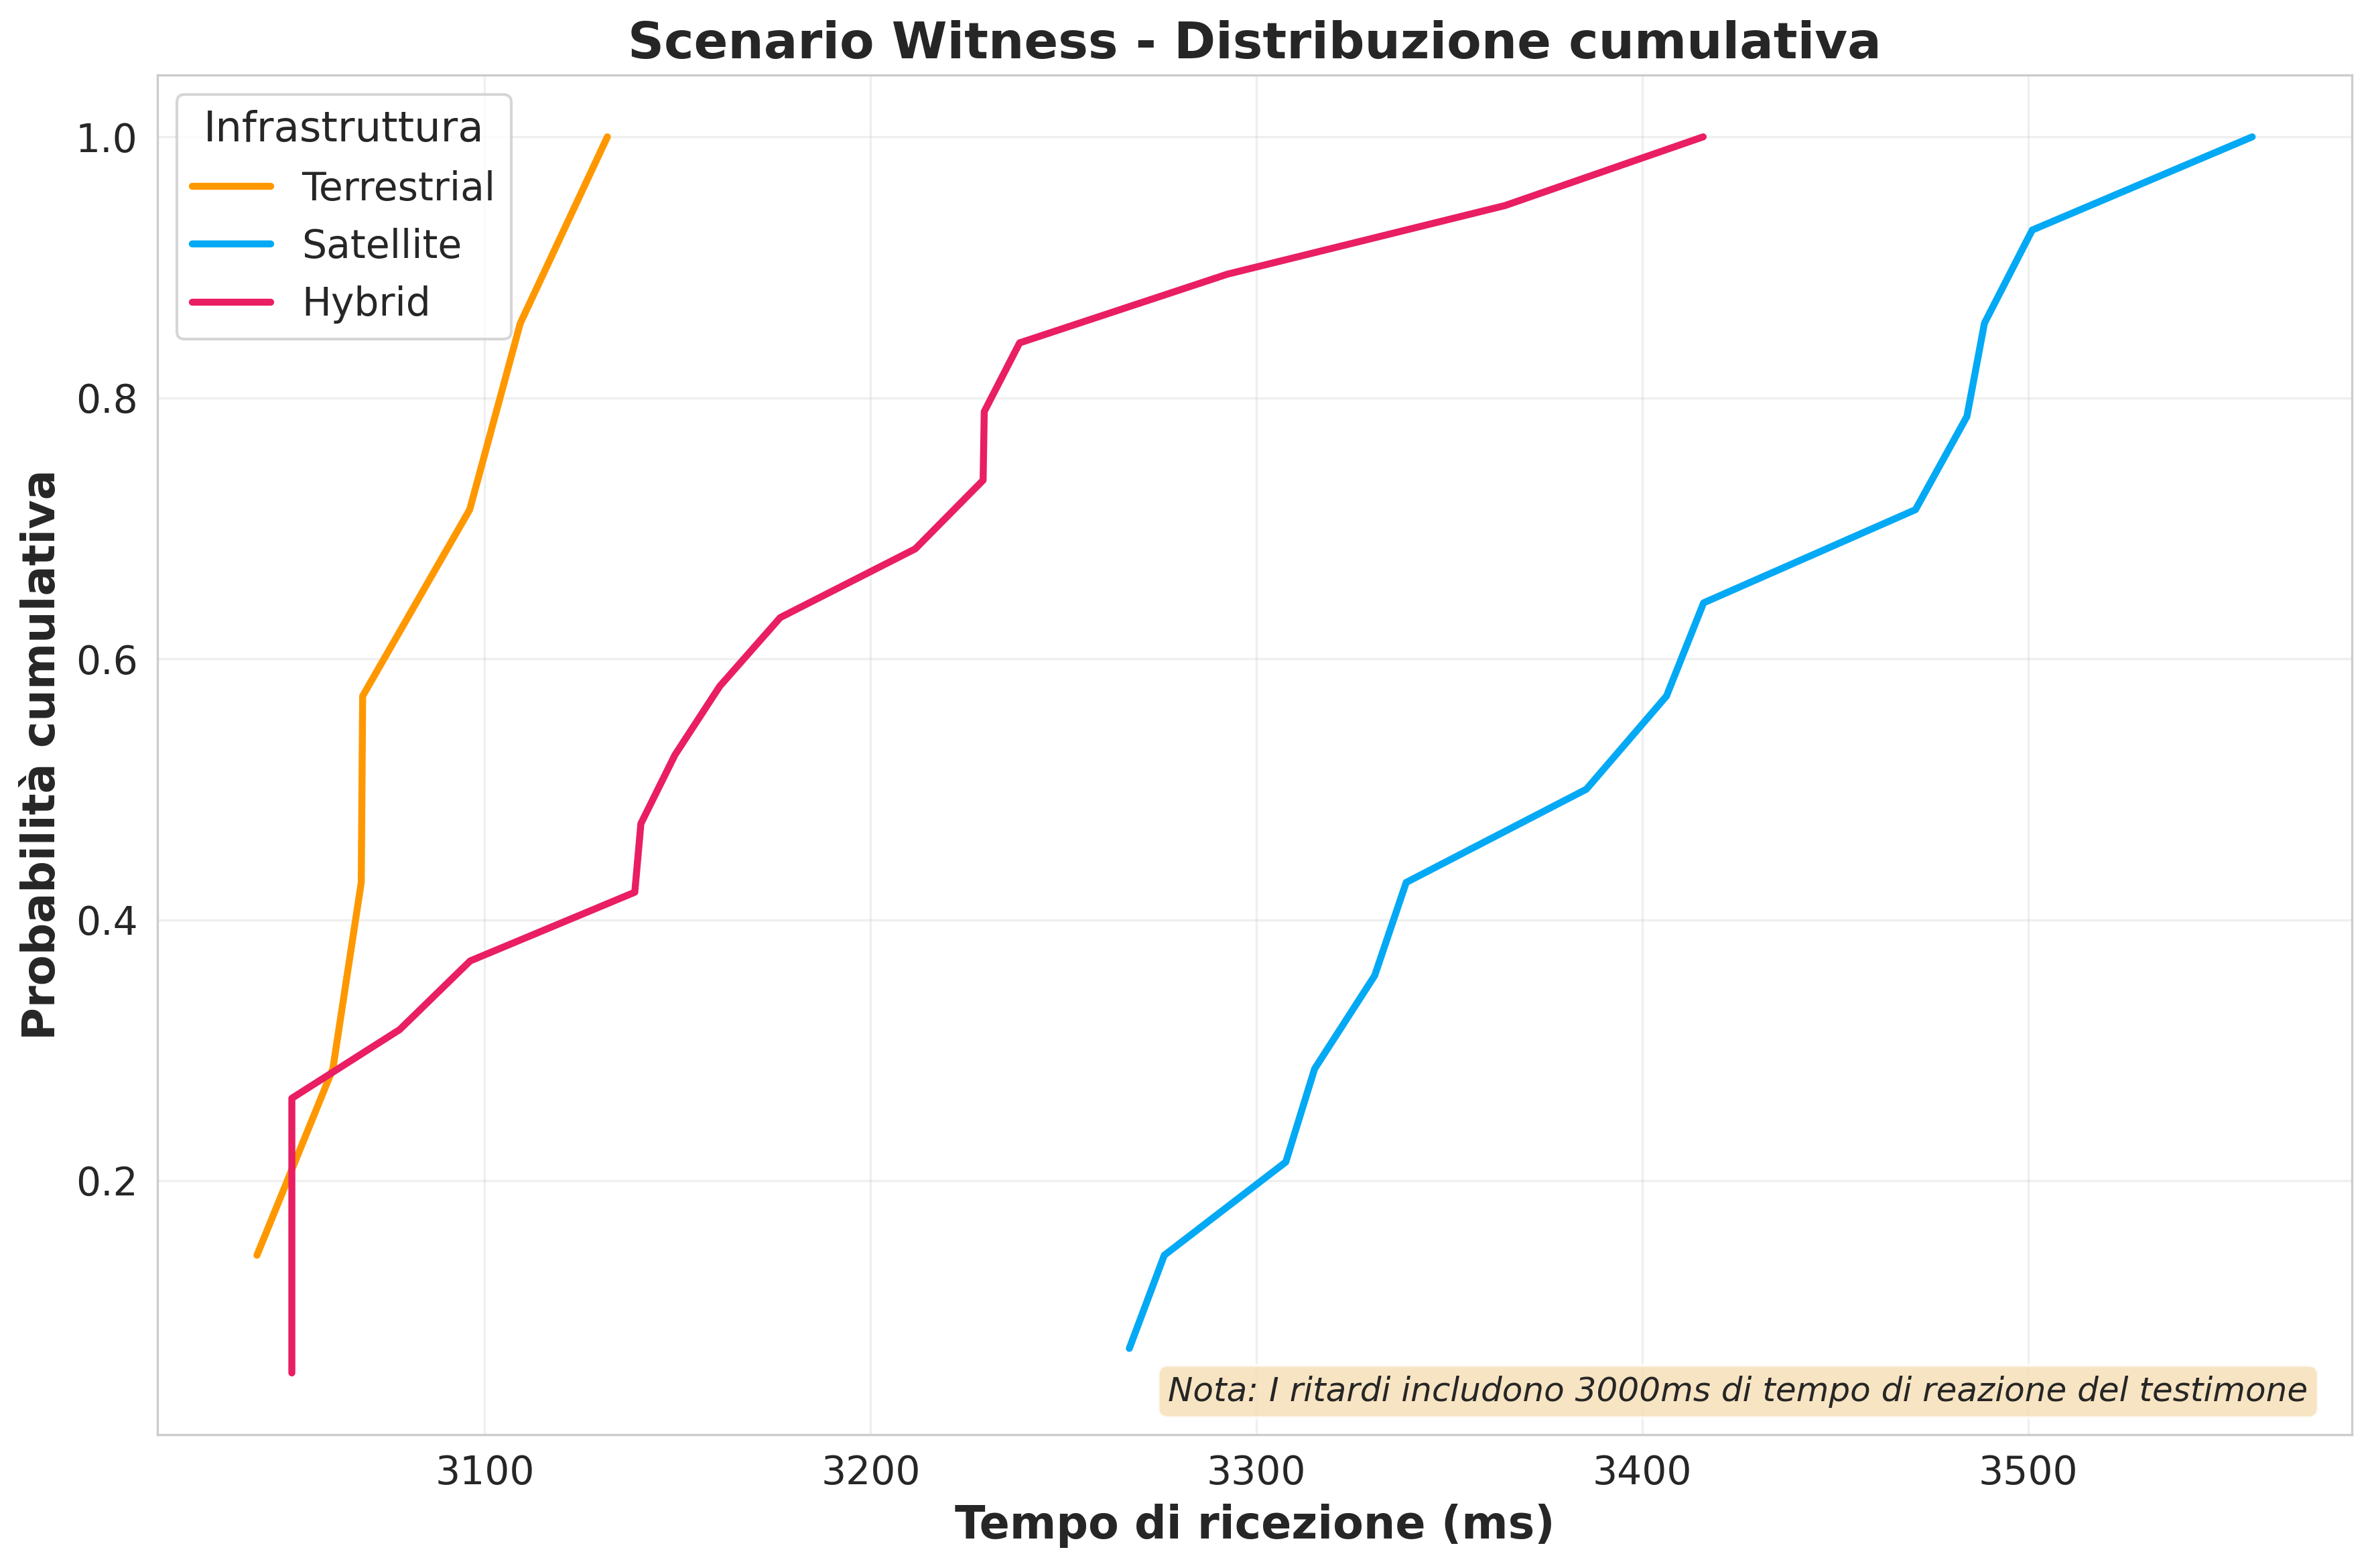 Scenario Witness - Distribuzione cumulativa
Infrastruttura
Terrestrial
Satellite
Hybrid
Probabilità cumulativa
1.0
0.8
0.6
0.4
0.2
Nota: I ritardi includono 3000ms di tempo di reazione del testimone
3100
3200
3300
3400
3500
Tempo di ricezione (ms)